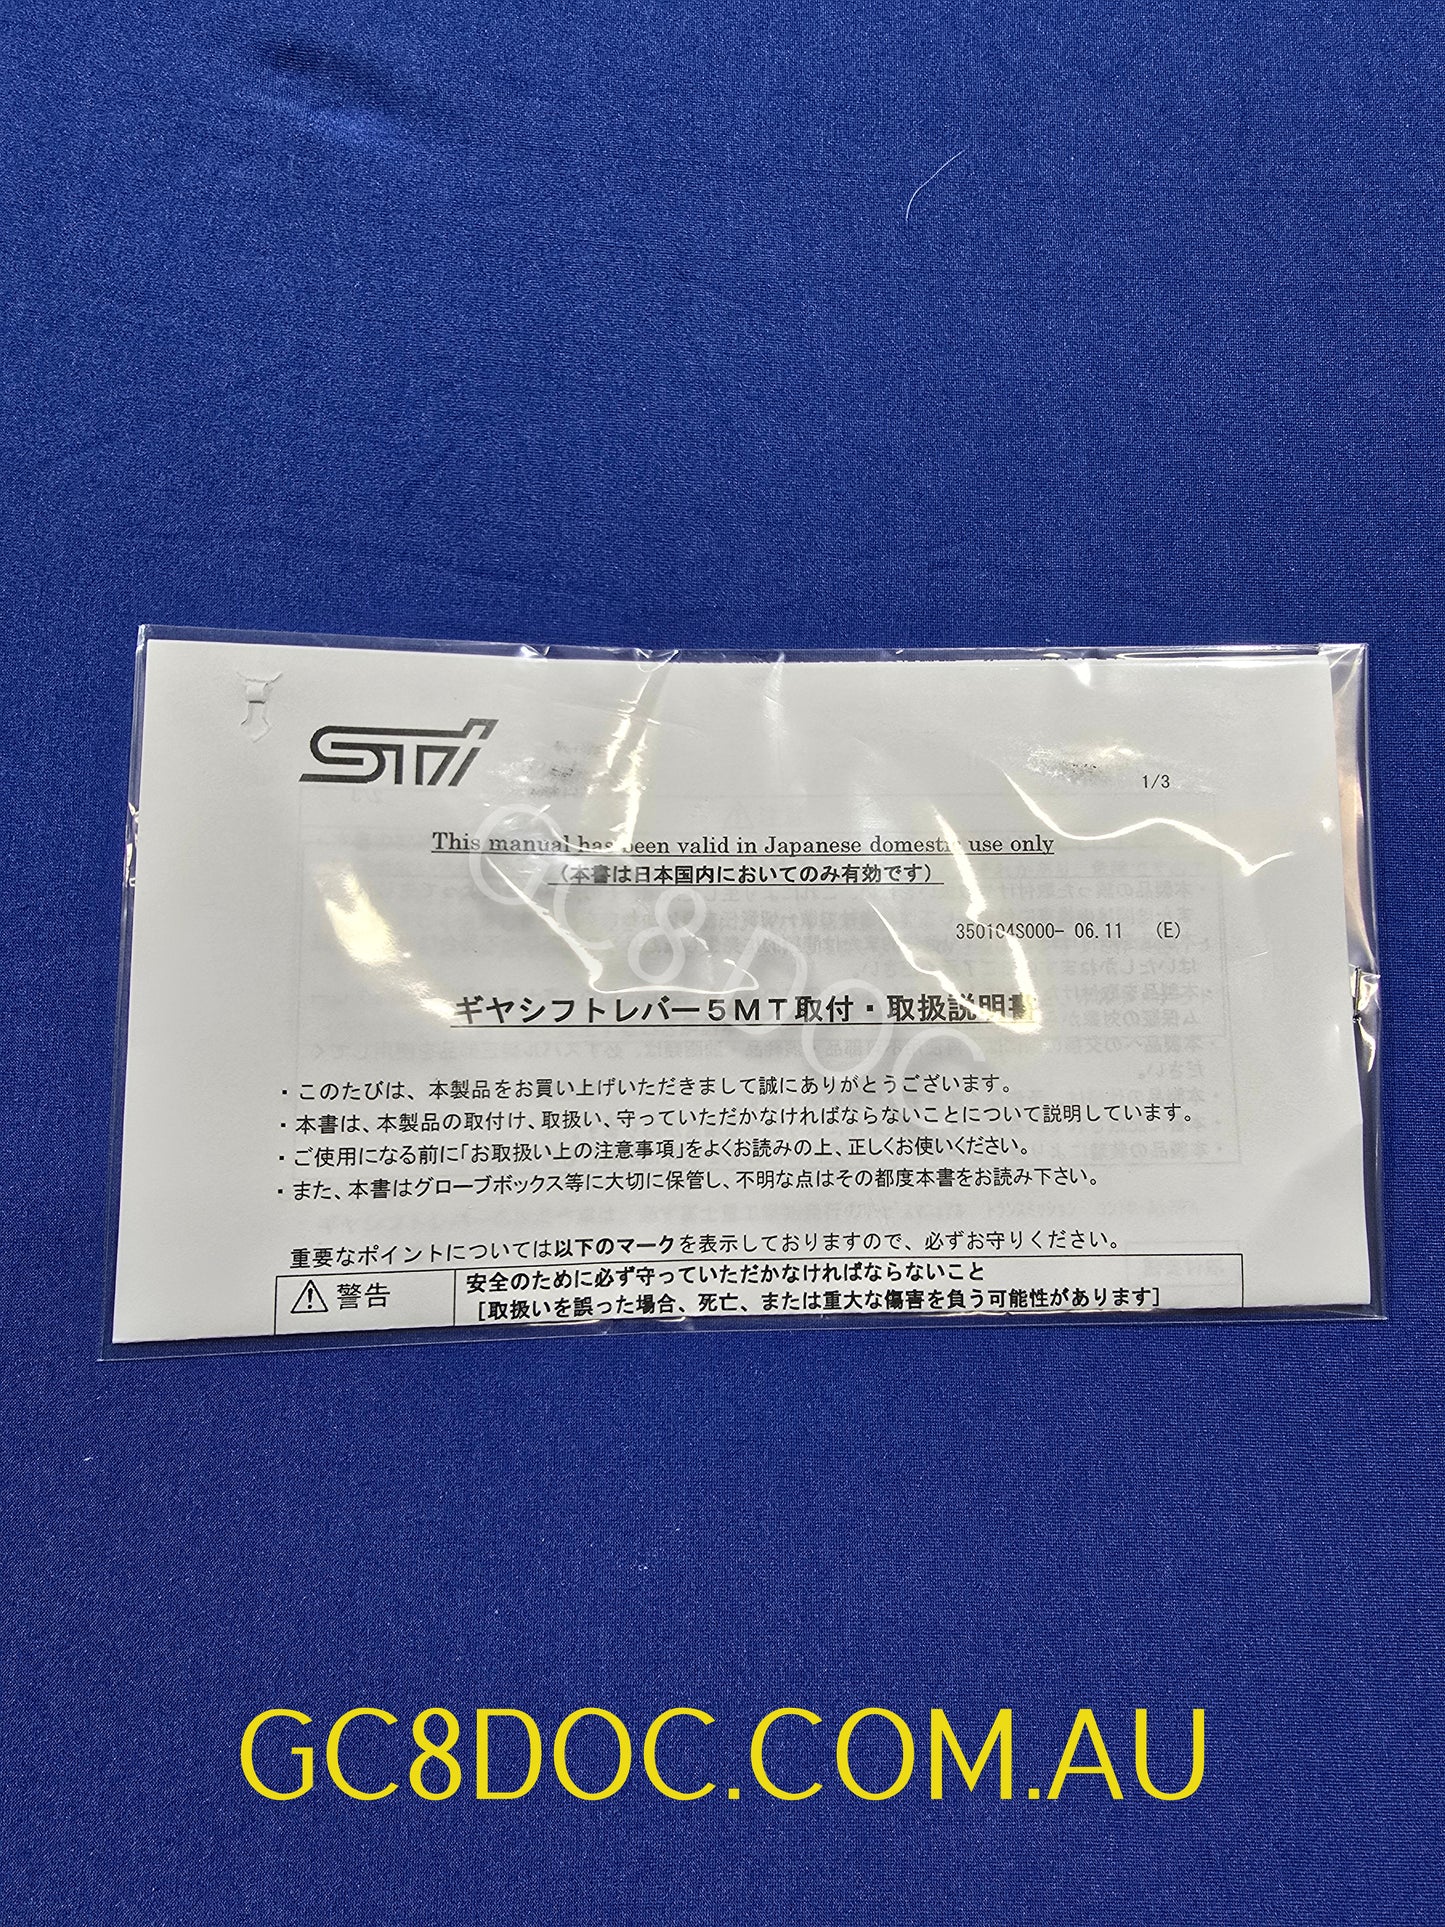 STi
1/3
This manual has been valid in Japanese domestic use only
（本書は日本国内においてのみ有効です）
350104S000- 06.11 (E)
GC8DOC
ギヤシフトレバー５ＭＴ取付・取扱説明書
・このたびは、本製品をお買い上げいただきまして誠にありがとうございます。
・本書は、本製品の取付け、取扱い、守っていただかなければならないことについて説明しています。
・ご使用になる前に「お取扱い上の注意事項」をよくお読みの上、正しくお使いください。
・また、本書はグローブボックス等に大切に保管し、不明な点はその都度本書をお読み下さい。
重要なポイントについては以下のマークを表示しておりますので、必ずお守りください。
警告
安全のために必ず守っていただかなければならないこと
［取扱いを誤った場合、死亡、または重大な傷害を負う可能性があります］
GC8DOC.COM.AU